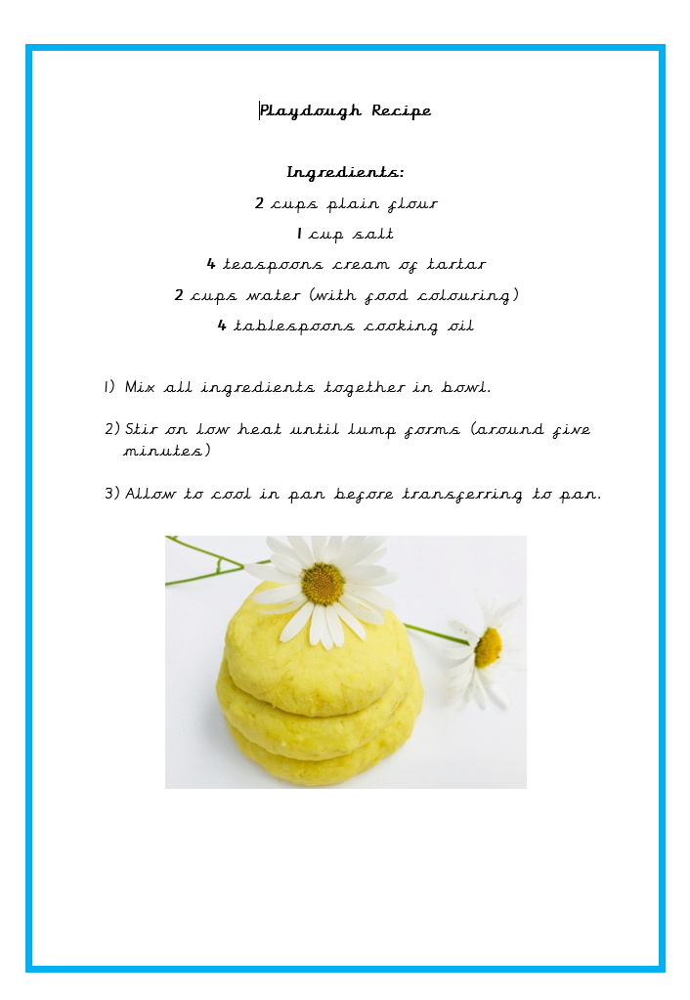 Playdough Recipe
Ingredients:
2 cups plain flour
1 cup salt
4 teaspoons cream of tartar
2 cups water (with food colouring)
4 tablespoons cooking oil
1) Mix all ingredients together in bowl.
2) Stir on low heat until lump forms (around five
minutes)
3) Allow to cool in pan before transferring to pan.